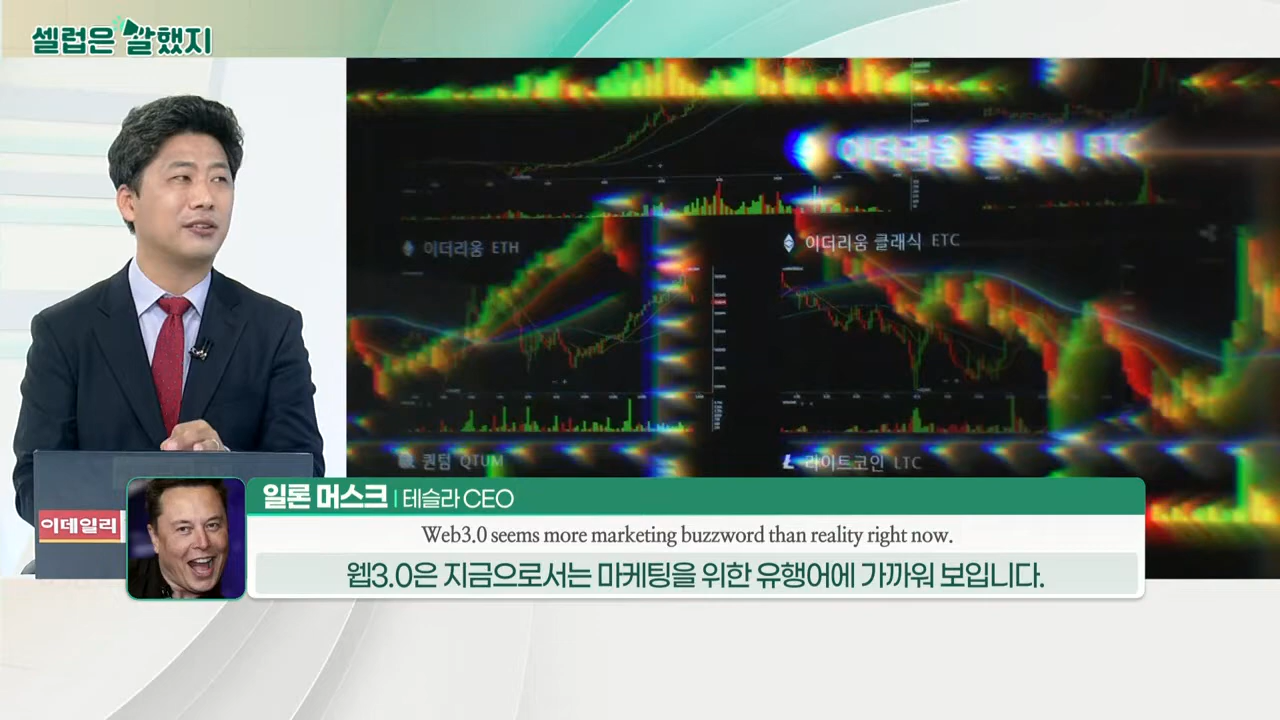 셀럽은 말했지
이더리움 클래식 ETC
이더리움 ETH
이더리움 클래식 ETC
퀀텀 QTUM
라이트코인 LTC
이데일리
일론 머스크 | 테슬라 CEO
Web3.0 seems more marketing buzzword than reality right now.
웹3.0은 지금으로서는 마케팅을 위한 유행어에 가까워 보입니다.